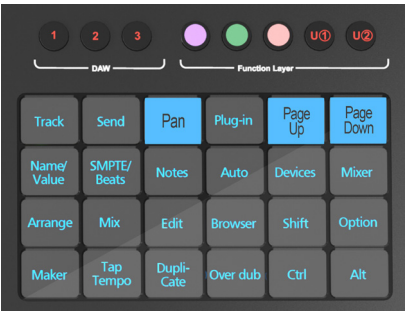 1 2 3 U① U②
DAW Function Layer
Track Send Pan Plug-in Page Up Page Down
Name/ Value SMPTE/ Beats Notes Auto Devices Mixer
Arrange Mix Edit Browser Shift Option
Maker Tap Tempo Dupli- Cate Over dub Ctrl Alt